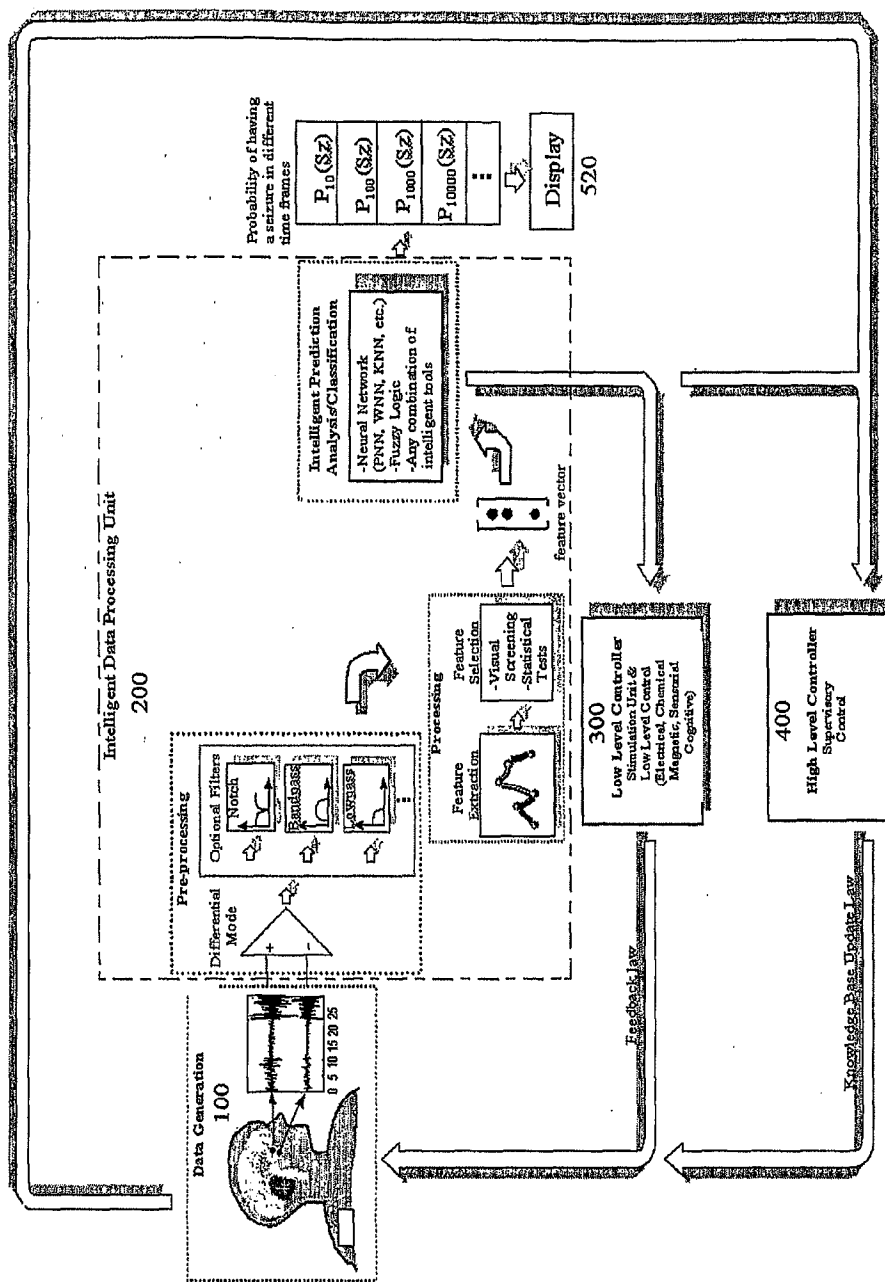 Data Generation
100
0 5 10 15 20 25
Intelligent Data Processing Unit
200
Pre-processing
Differential
Mode
+
-
Optional Filters
Notch
Bandpass
Lowpass
Processing
Feature
Extraction
Feature
Selection
-Visual
Screening
-Statistical
Tests
feature vector
Intelligent Prediction
Analysis/Classification
-Neural Network
(PNN, WNN, KNN, etc.)
-Fuzzy Logic
-Any combination of
intelligent tools
Probability of having
a seizure in different
time frames
P10(SZ)
P100(SZ)
P1000(SZ)
P10000(SZ)
Display
520
300
Low Level Controller
Stimulation Unit &
Low Level Control
(Electrical, Chemical
Magnetic, Sensorial
Cognitive)
400
High Level Controller
Supervisory
Control
Feedback law
Knowledge Base Update Law